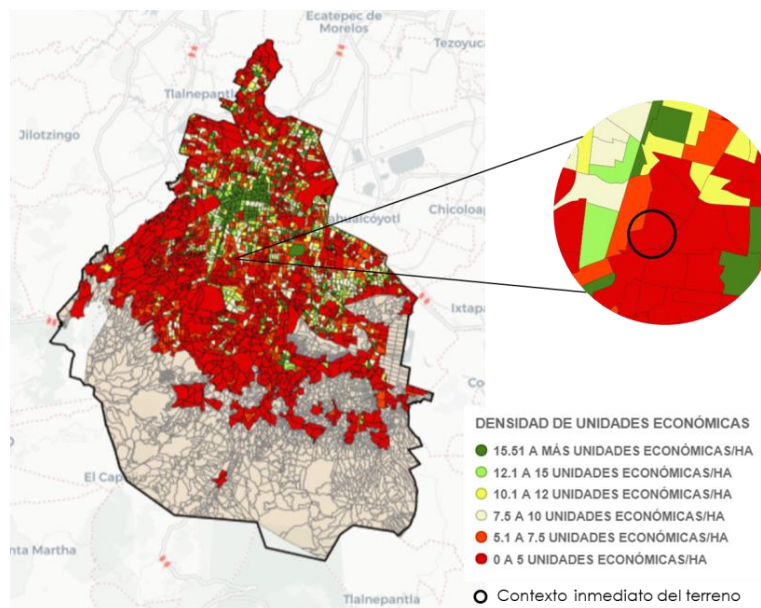 Ecatepec de
Morelos
Tezoyuca
Tlalnepantla
Jilotzingo
Chicoloap
Ixtapa
El Capu
anta Martha
Tlalnepantla
DENSIDAD DE UNIDADES ECONÓMICAS
15.51 A MÁS UNIDADES ECONÓMICAS/HA
12.1 A 15 UNIDADES ECONÓMICAS/HA
10.1 A 12 UNIDADES ECONÓMICAS/HA
7.5 A 10 UNIDADES ECONÓMICAS/HA
5.1 A 7.5 UNIDADES ECONÓMICAS/HA
0 A 5 UNIDADES ECONÓMICAS/HA
Contexto inmediato del terreno